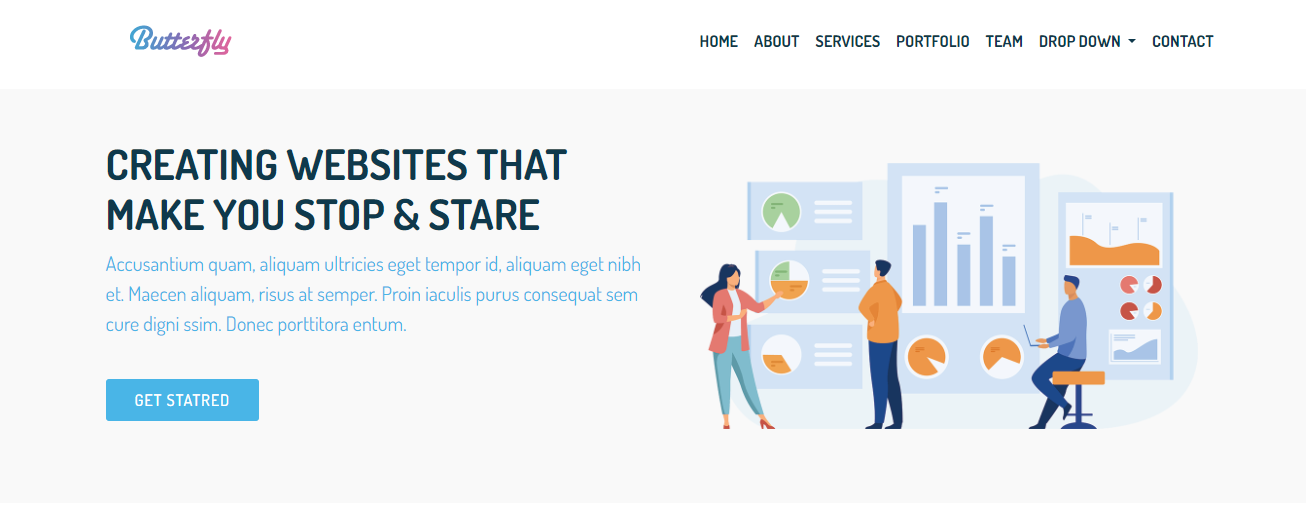 Butterfly
HOME ABOUT SERVICES PORTFOLIO TEAM DROP DOWN CONTACT
CREATING WEBSITES THAT
MAKE YOU STOP & STARE
Accusantium quam, aliquam ultricies eget tempor id, aliquam eget nibh
et. Maecen aliquam, risus at semper. Proin iaculis purus consequat sem
cure digni ssim. Donec porttitora entum.
GET STATRED